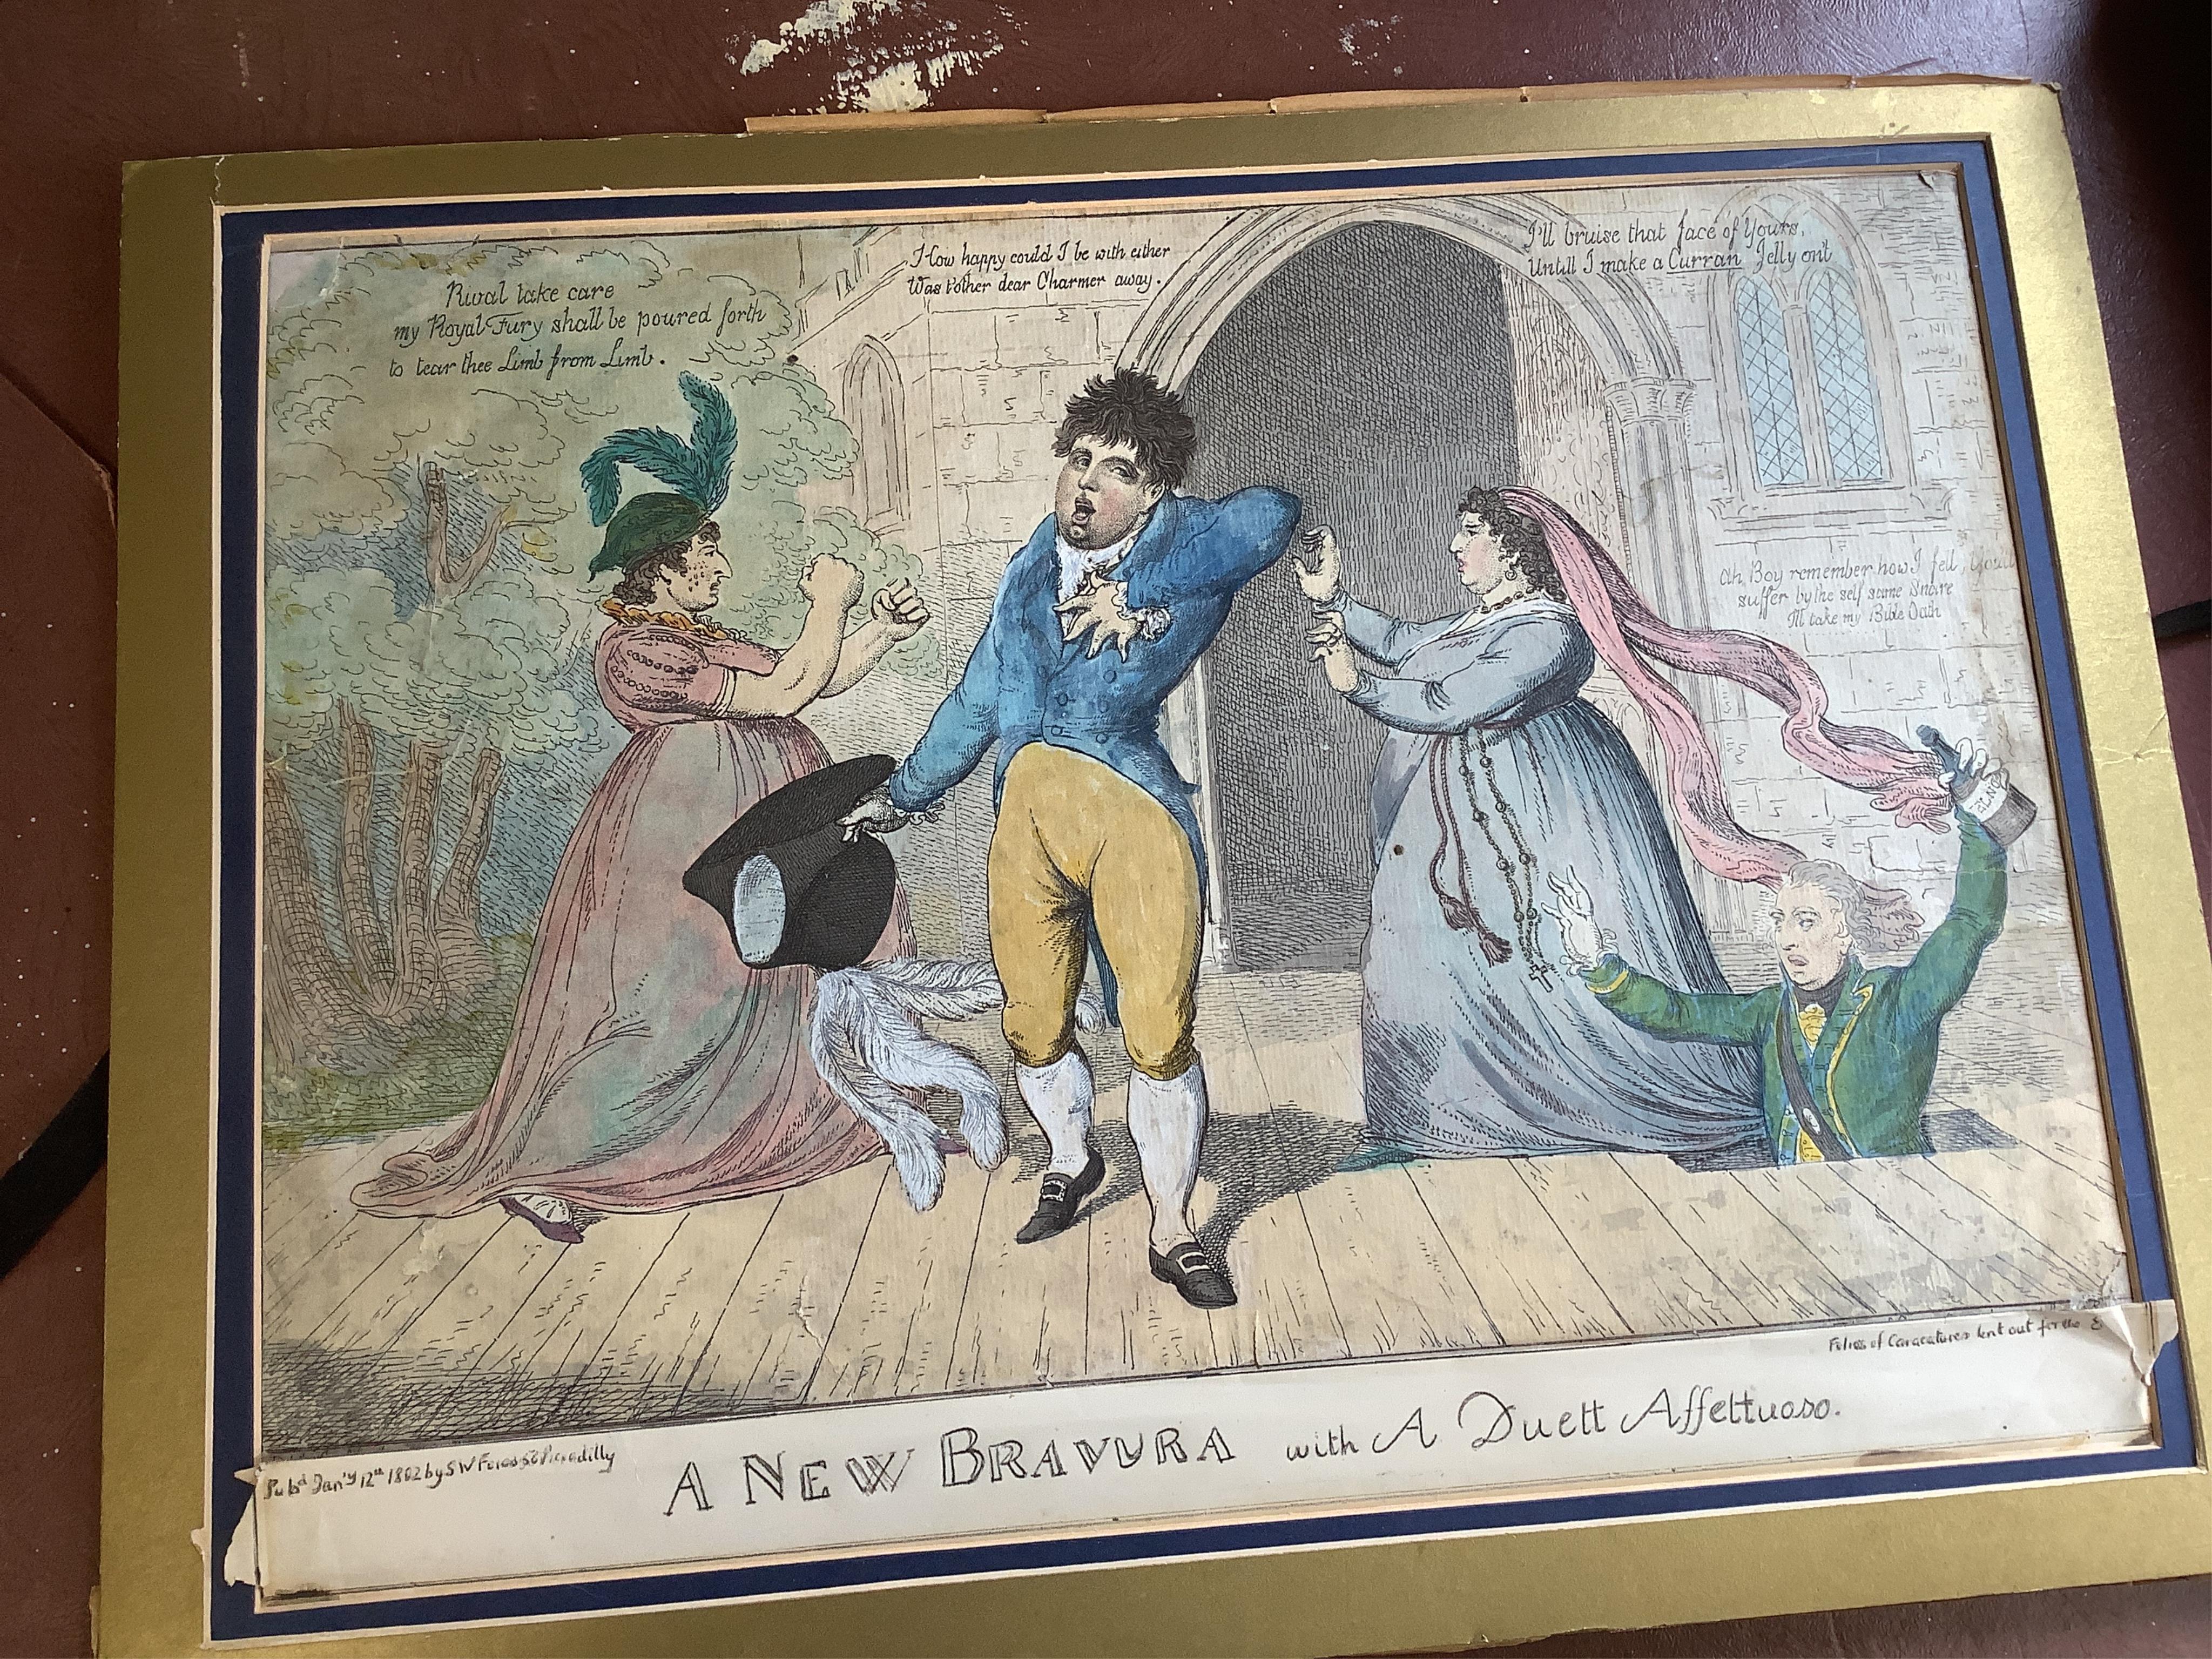 Rival take care
my Royal Fury shall be poured forth
to tear thee Limb from Limb.
How happy could I be with either
Was t'other dear Charmer away.
I'll bruise that face of Yours,
Untill I make a Curran Jelly on't
Ah, Boy remember how I fell, You'll
suffer by the self same Snare
I'll take my Bible Oath
Folios of Caracatures lent out for the E
Pubd Jany 12th 1802 by S W Fores 50 Piccadilly
A NEW BRAVURA with A Duett Affettuoso.